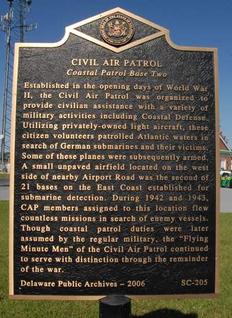 CIVIL AIR PATROL
Coastal Patrol Base Two
Established in the opening days of World War
II, the Civil Air Patrol was organized to
provide civilian assistance with a variety of
military activities including Coastal Defense.
Utilizing privately-owned light aircraft, these
citizen volunteers patrolled Atlantic waters in
search of German submarines and their victims.
Some of these planes were subsequently armed.
A small unpaved airfield located on the west
side of nearby Airport Road was the second of
21 bases on the East Coast established for
submarine detection. During 1942 and 1943,
CAP members assigned to this location flew
countless missions in search of enemy vessels.
Though coastal patrol duties were later
assumed by the regular military, the "Flying
Minute Men" of the Civil Air Patrol continued
to serve with distinction through the remainder
of the war.
Delaware Public Archives – 2006 SC-205